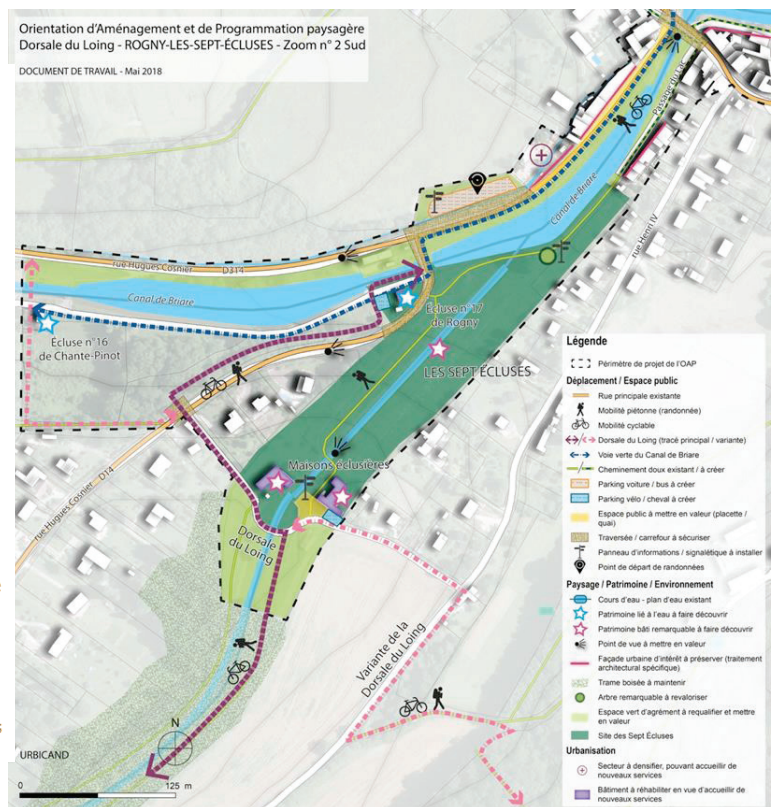 Orientation d'Aménagement et de Programmation paysagère
Dorsale du Loing - ROGNY-LES-SEPT-ÉCLUSES - Zoom n° 2 Sud
DOCUMENT DE TRAVAIL - Mai 2018
Passage du Lac
Canal de Briare
rue Henri IV
rue Hugues Cosnier
D314
Canal de Briare
Écluse n°17
de Rogny
Écluse n°16
de Chante-Pinot
LES SEPT ÉCLUSES
Maisons éclusières
rue Hugues Cosnier
D14
Dorsale
du Loing
Variante de la
Dorsale du Loing
N
URBICAND
0
125 m
Légende
Périmètre de projet de l'OAP
Déplacement / Espace public
Rue principale existante
Mobilité piétonne (randonnée)
Mobilité cyclable
Dorsale du Loing (tracé principal / variante)
Voie verte du Canal de Briare
Cheminement doux existant / à créer
Parking voiture / bus à créer
Parking vélo / cheval à créer
Espace public à mettre en valeur (placette /
quai)
Traversée / carrefour à sécuriser
Panneau d'informations / signalétique à installer
Point de départ de randonnées
Paysage / Patrimoine / Environnement
Cours d'eau - plan d'eau existant
Patrimoine lié à l'eau à faire découvrir
Patrimoine bâti remarquable à faire découvrir
Point de vue à mettre en valeur
Façade urbaine d'intérêt à préserver (traitement
architectural spécifique)
Trame boisée à maintenir
Arbre remarquable à revaloriser
Espace vert d'agrément à requalifier et mettre
en valeur
Site des Sept Écluses
Urbanisation
Secteur à densifier, pouvant accueillir de
nouveaux services
Bâtiment à réhabiliter en vue d'accueillir de
nouveaux services